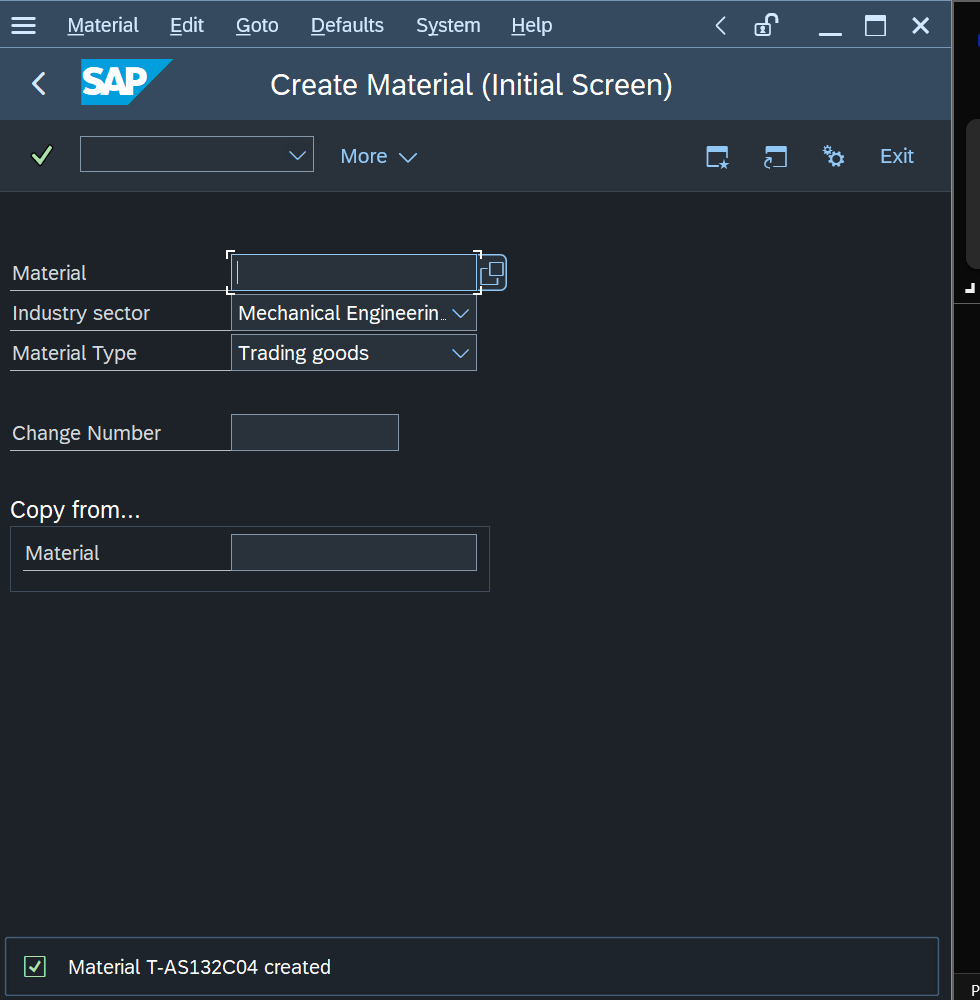 Material Edit Goto Defaults System Help
SAP Create Material (Initial Screen)
More Exit
Material
Industry sector Mechanical Engineerin...
Material Type Trading goods
Change Number
Copy from...
Material
Material T-AS132C04 created
P